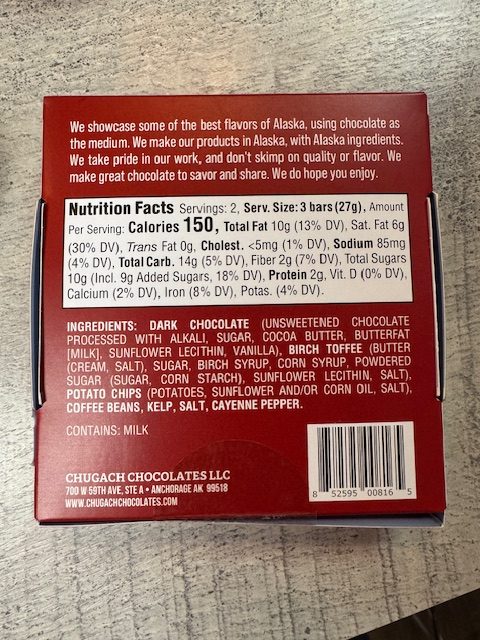 We showcase some of the best flavors of Alaska, using chocolate as
the medium. We make our products in Alaska, with Alaska ingredients.
We take pride in our work, and don't skimp on quality or flavor. We
make great chocolate to savor and share. We do hope you enjoy.
Nutrition Facts Servings: 2, Serv. Size: 3 bars (27g), Amount
Per Serving: Calories 150, Total Fat 10g (13% DV), Sat. Fat 6g
(30% DV), Trans Fat 0g, Cholest. <5mg (1% DV), Sodium 85mg
(4% DV), Total Carb. 14g (5% DV), Fiber 2g (7% DV), Total Sugars
10g (Incl. 9g Added Sugars, 18% DV), Protein 2g, Vit. D (0% DV),
Calcium (2% DV), Iron (8% DV), Potas. (4% DV).
INGREDIENTS: DARK CHOCOLATE (UNSWEETENED CHOCOLATE
PROCESSED WITH ALKALI, SUGAR, COCOA BUTTER, BUTTERFAT
[MILK], SUNFLOWER LECITHIN, VANILLA), BIRCH TOFFEE (BUTTER
(CREAM, SALT), SUGAR, BIRCH SYRUP, CORN SYRUP, POWDERED
SUGAR (SUGAR, CORN STARCH), SUNFLOWER LECITHIN, SALT),
POTATO CHIPS (POTATOES, SUNFLOWER AND/OR CORN OIL, SALT),
COFFEE BEANS, KELP, SALT, CAYENNE PEPPER.
CONTAINS: MILK
CHUGACH CHOCOLATES LLC
700 W 59TH AVE, STE A • ANCHORAGE AK 99518
WWW.CHUGACHCHOCOLATES.COM
8 52595 00816 5